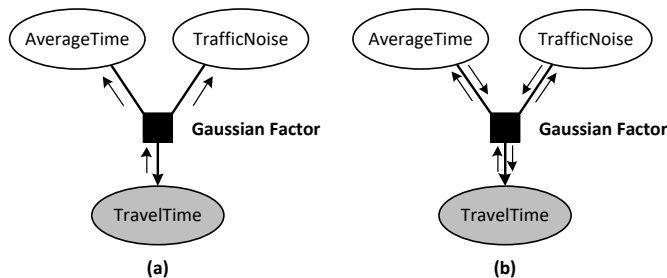 AverageTime
TrafficNoise
Gaussian Factor
TravelTime
(a)
AverageTime
TrafficNoise
Gaussian Factor
TravelTime
(b)